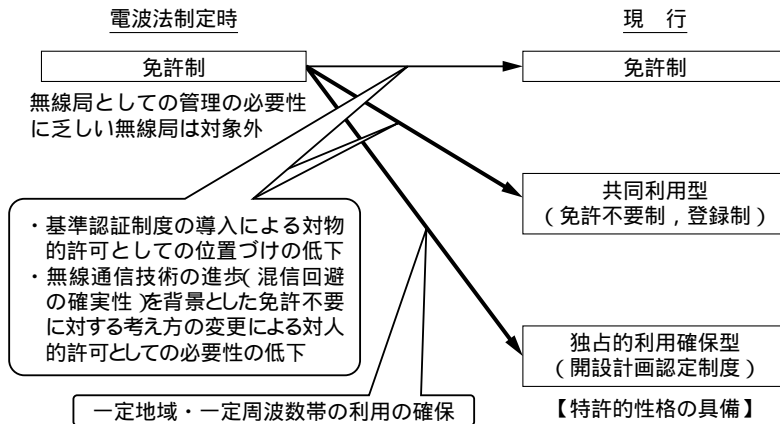 電波法制定時
現　行
免許制
免許制
無線局としての管理の必要性
に乏しい無線局は対象外
共同利用型
（免許不要制，登録制）
・基準認証制度の導入による対物
的許可としての位置づけの低下
・無線通信技術の進歩（混信回避
の確実性）を背景とした免許不要
に対する考え方の変更による対人
的許可としての必要性の低下
独占的利用確保型
（開設計画認定制度）
一定地域・一定周波数帯の利用の確保
【特許的性格の具備】